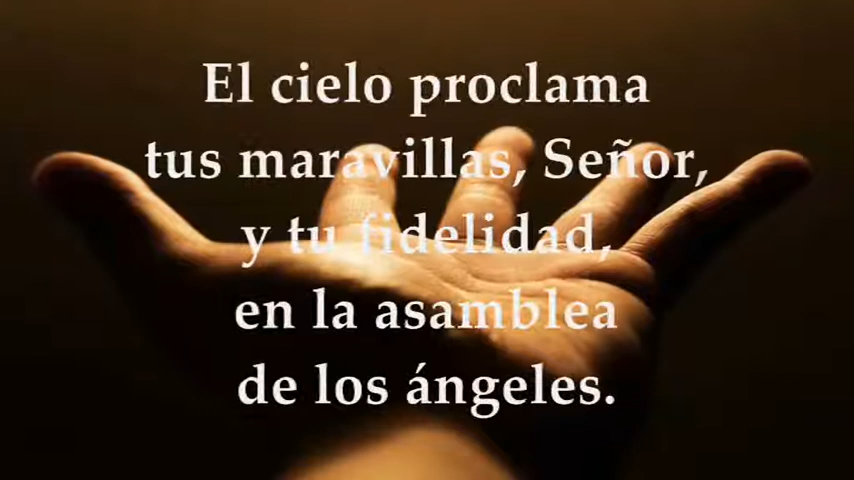 El cielo proclama
tus maravillas, Señor,
y tu fidelidad,
en la asamblea
de los ángeles.